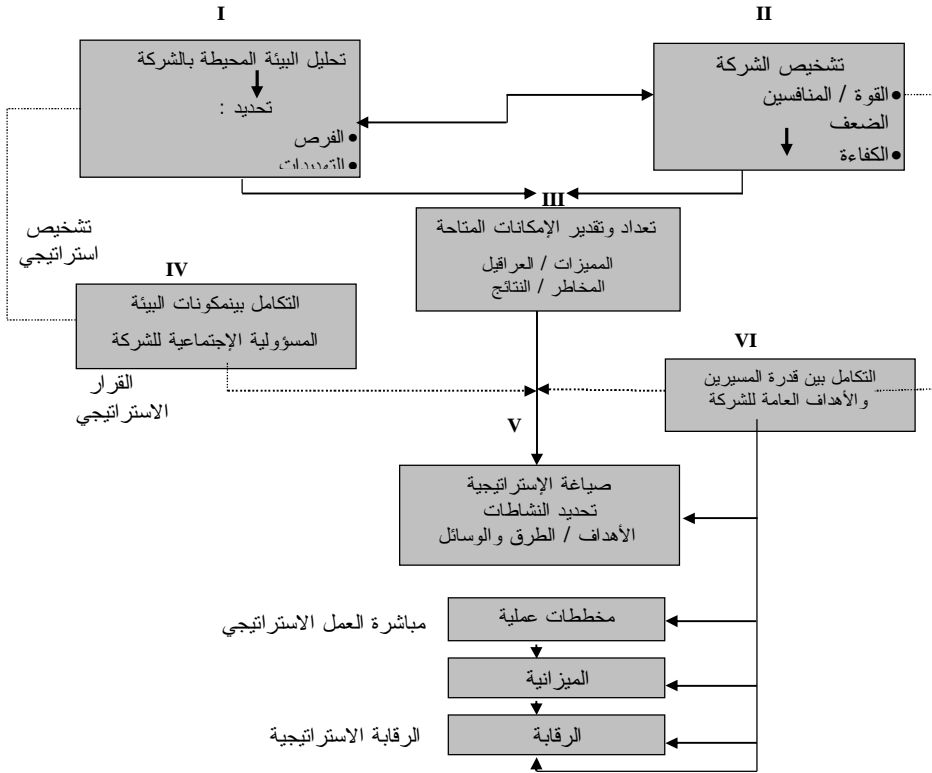 I
II
تحليل البيئة المحيطة بالشركة
تحديد :
• الفرص
• التهديدات
تشخيص الشركة
• القوة / المنافسين
الضعف
• الكفاءة
III
تعداد وتقدير الإمكانات المتاحة
المميزات / العراقيل
المخاطر / النتائج
تشخيص
استراتيجي
IV
التكامل بينمكونات البيئة
المسؤولية الإجتماعية للشركة
VI
التكامل بين قدرة المسيرين
والأهداف العامة للشركة
القرار
الاستراتيجي
V
صياغة الإستراتيجية
تحديد النشاطات
الأهداف / الطرق والوسائل
مخططات عملية
مباشرة العمل الاستراتيجي
الميزانية
الرقابة
الرقابة الاستراتيجية